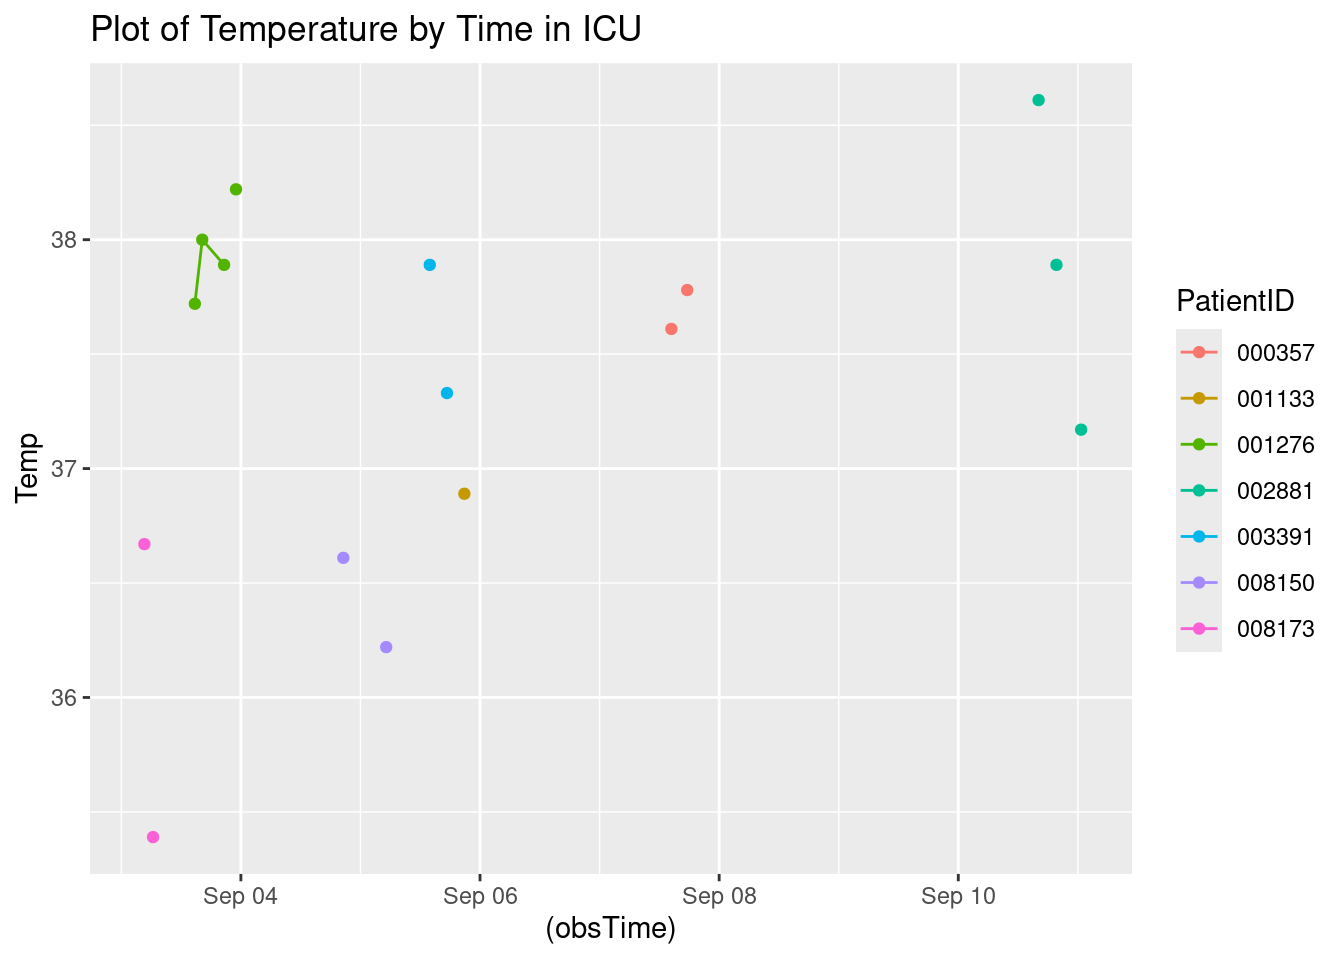 Plot of Temperature by Time in ICU
38
37
36
Temp
Sep 04
Sep 06
Sep 08
Sep 10
(obsTime)
PatientID
000357
001133
001276
002881
003391
008150
008173